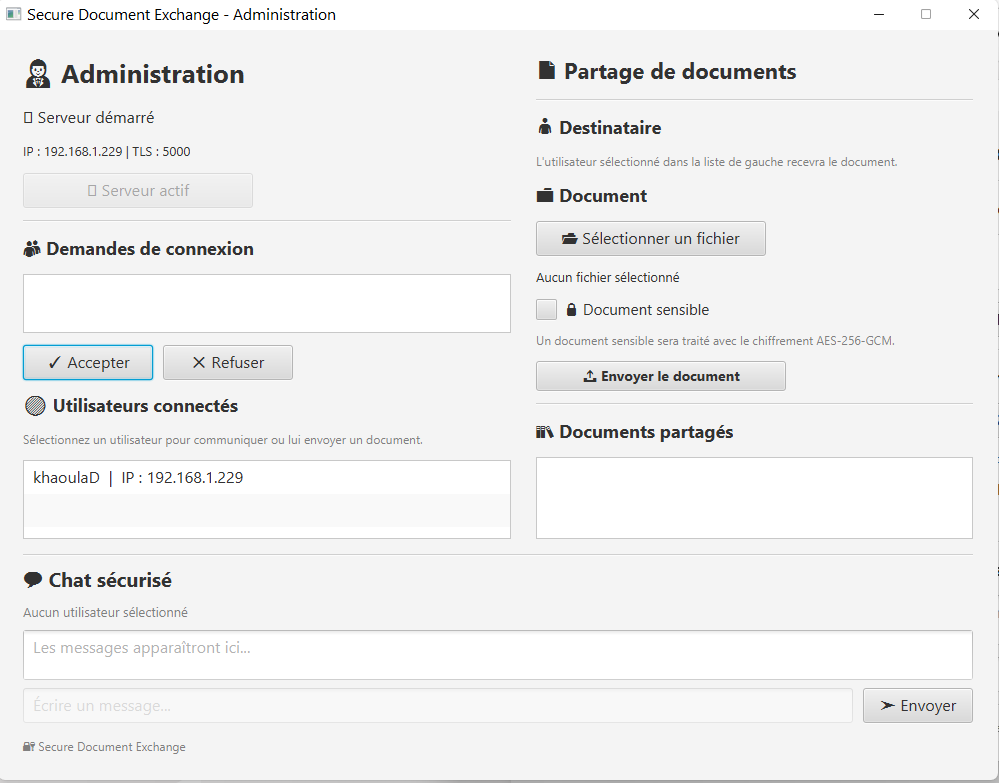 Secure Document Exchange - Administration
Administration
Serveur démarré
IP : 192.168.1.229 | TLS : 5000
Serveur actif
Demandes de connexion
✓ Accepter
✕ Refuser
Utilisateurs connectés
Sélectionnez un utilisateur pour communiquer ou lui envoyer un document.
khaoulaD | IP : 192.168.1.229
Partage de documents
Destinataire
L'utilisateur sélectionné dans la liste de gauche recevra le document.
Document
Sélectionner un fichier
Aucun fichier sélectionné
Document sensible
Un document sensible sera traité avec le chiffrement AES-256-GCM.
Envoyer le document
Documents partagés
Chat sécurisé
Aucun utilisateur sélectionné
Les messages apparaîtront ici...
Écrire un message...
➤ Envoyer
Secure Document Exchange